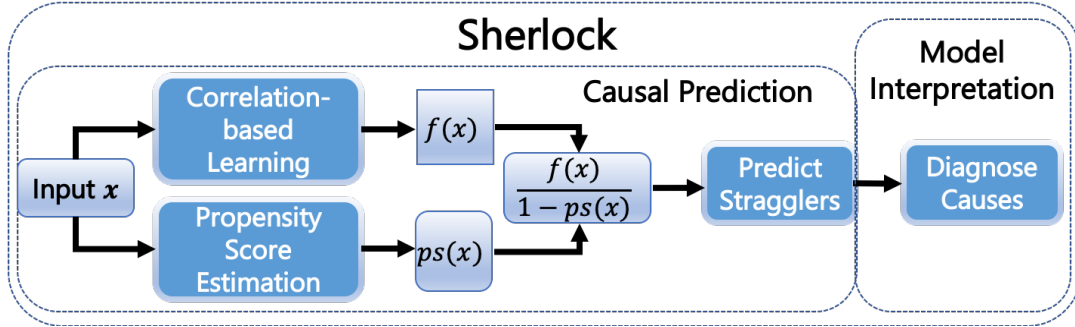 Sherlock
Causal Prediction
Model
Interpretation
Input x
Correlation-
based
Learning
f(x)
Propensity
Score
Estimation
ps(x)
f(x)
1 − ps(x)
Predict
Stragglers
Diagnose
Causes